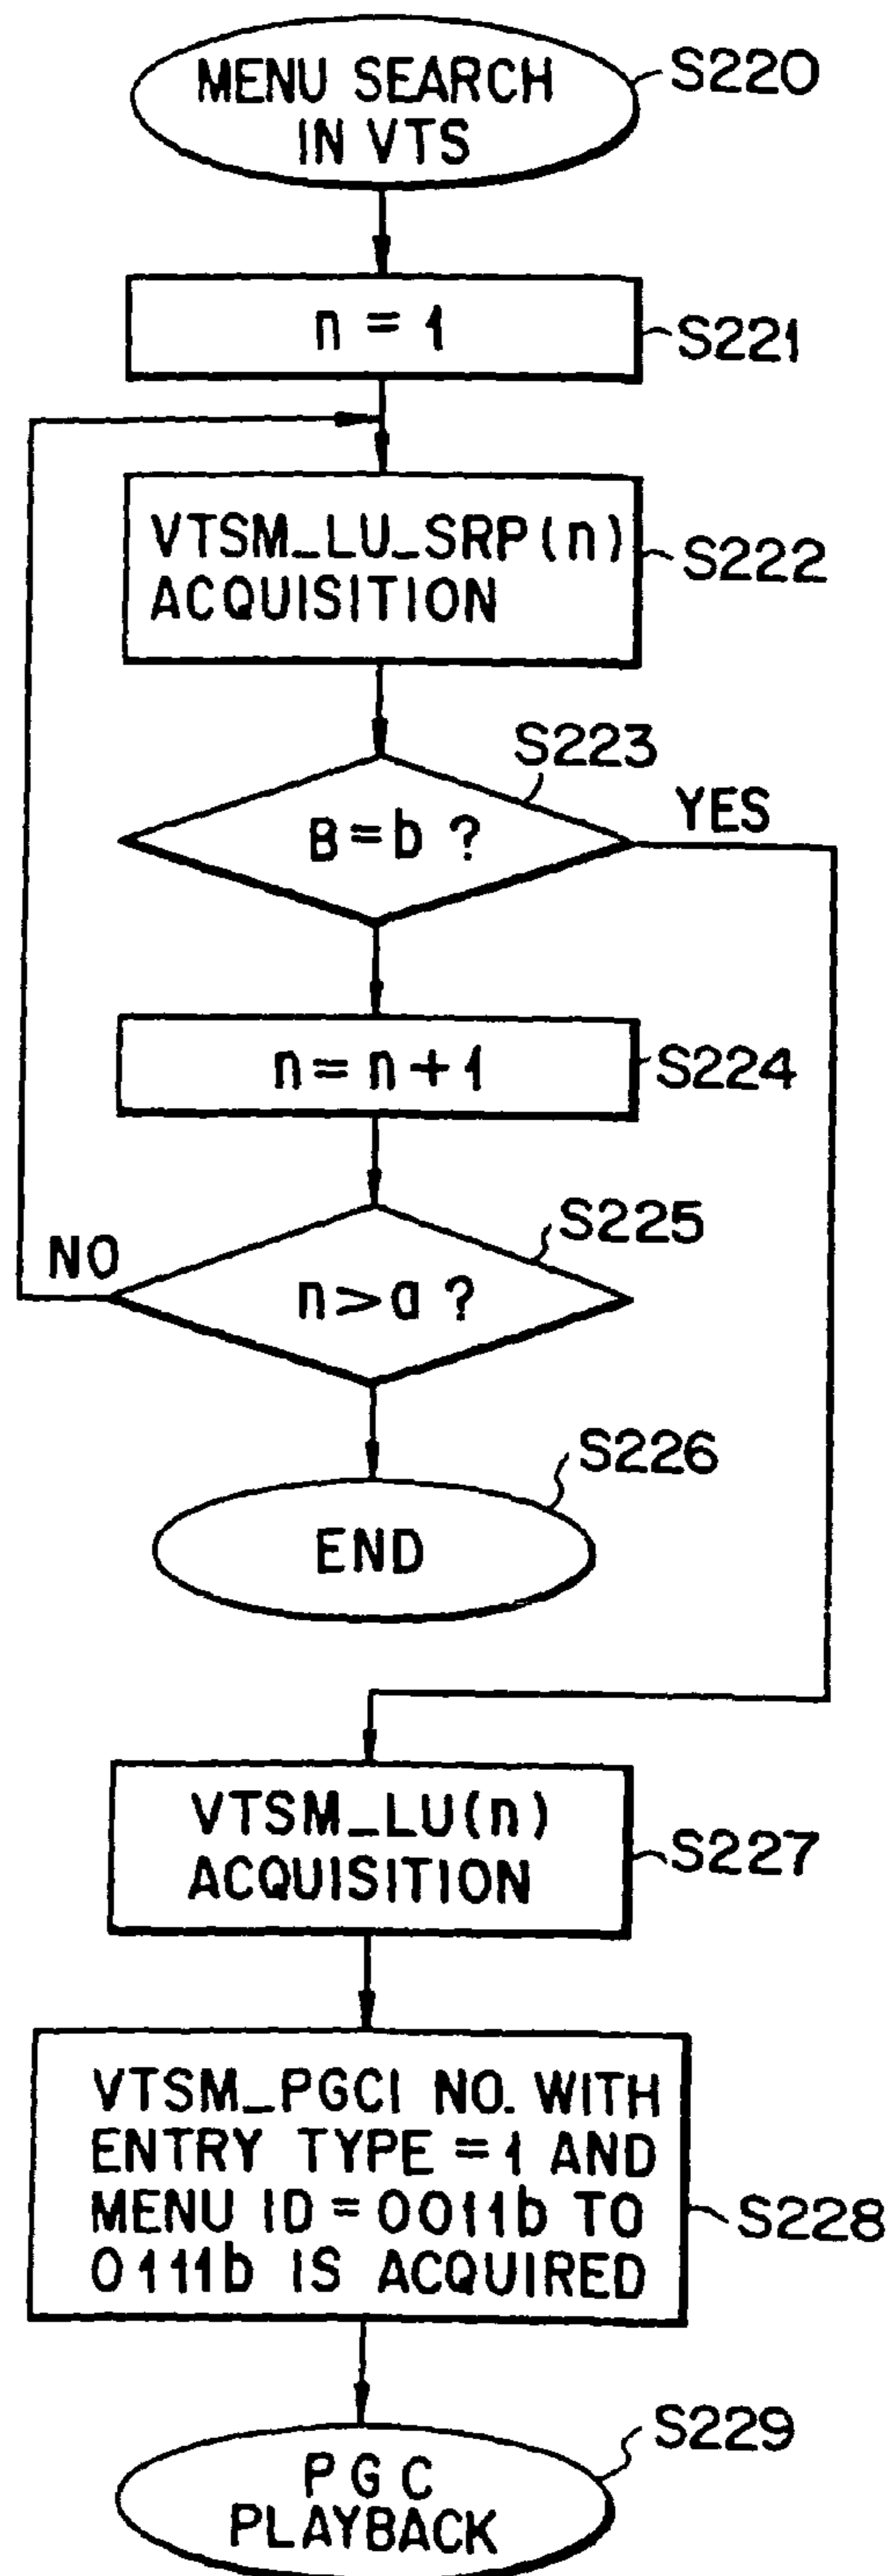 MENU SEARCH
IN VTS
S220
n = 1
S221
VTSM_LU_SRP(n)
ACQUISITION
S222
S223
B=b ?
YES
n=n+1
S224
S225
NO
n>a ?
S226
END
VTSM_LU(n)
ACQUISITION
S227
VTSM_PGCI NO. WITH
ENTRY TYPE =1 AND
MENU ID=0011b TO
0111b IS ACQUIRED
S228
S229
PGC
PLAYBACK